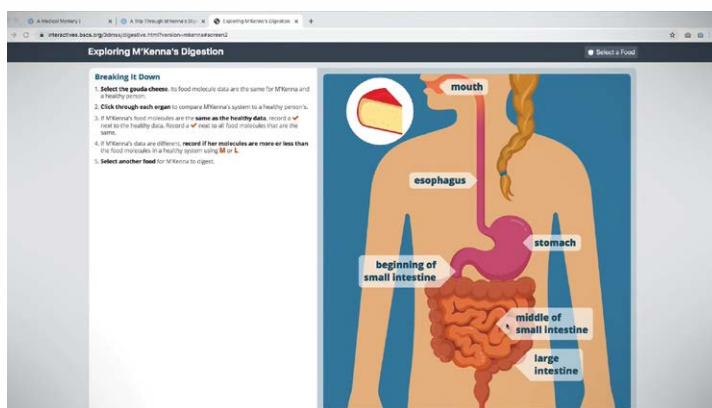 A Medical Mystery |
A Trip Through M'Kenna's Dige
Exploring M'Kenna's Digestion
interactives.bscs.org/3dmssj/digestive.html?version=mkenna#screen2
Exploring M'Kenna's Digestion
Select a Food
Breaking It Down
1. Select the gouda cheese. Its food molecule data are the same for M'Kenna and
a healthy person.
2. Click through each organ to compare M'Kenna's system to a healthy person's.
3. If M'Kenna's food molecules are the same as the healthy data, record a ✔
next to the healthy data. Record a ✔ next to all food molecules that are the
same.
4. If M'Kenna's data are different, record if her molecules are more or less than
the food molecules in a healthy system using M or L.
5. Select another food for M'Kenna to digest.
mouth
esophagus
stomach
beginning of
small intestine
middle of
small intestine
large
intestine